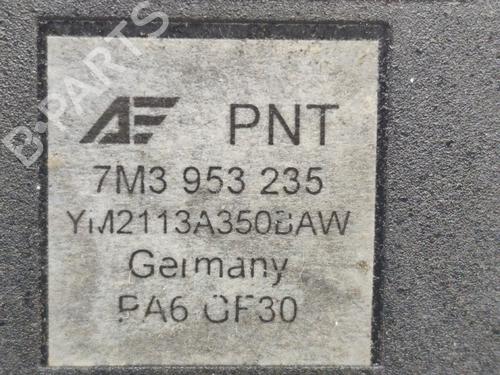 B-PARTS
AF PNT
7M3 953 235
YM2113A350BAW
Germany
PA6 GF30